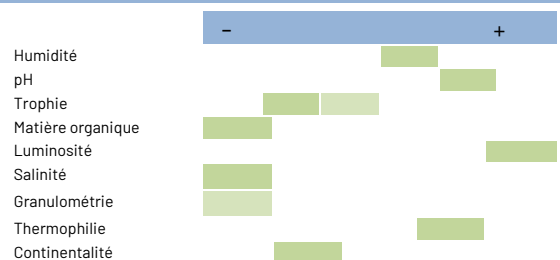 - +
Humidité
pH
Trophie
Matière organique
Luminosité
Salinité
Granulométrie
Thermophilie
Continentalité